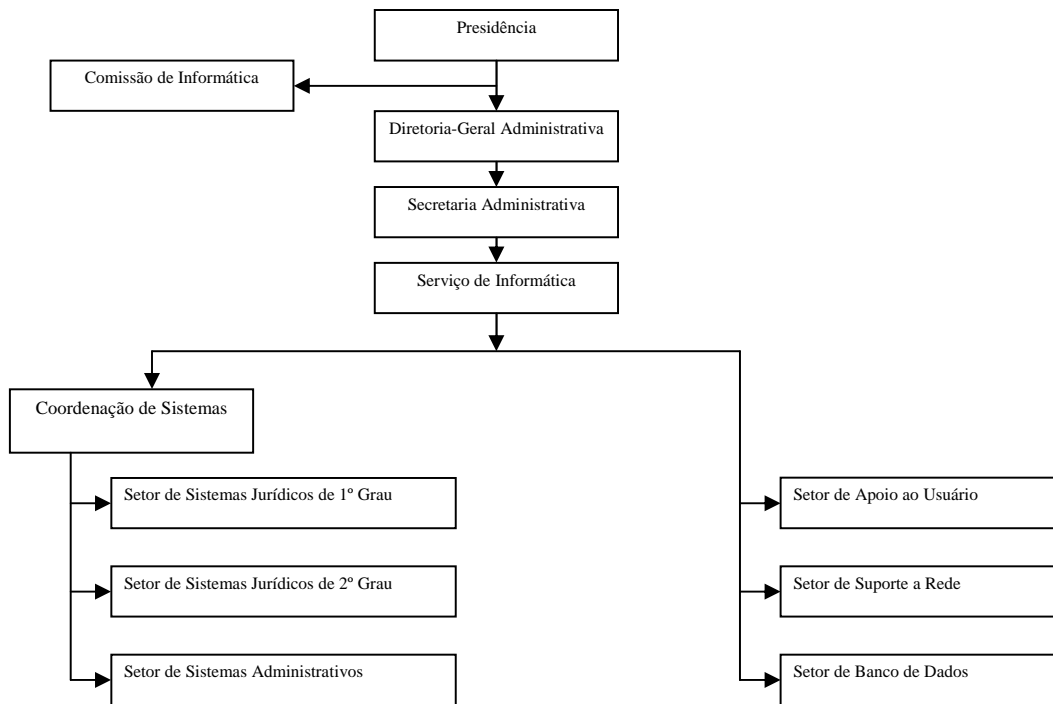 Presidência
Comissão de Informática
Diretoria-Geral Administrativa
Secretaria Administrativa
Serviço de Informática
Coordenação de Sistemas
Setor de Sistemas Jurídicos de 1º Grau
Setor de Sistemas Jurídicos de 2º Grau
Setor de Sistemas Administrativos
Setor de Apoio ao Usuário
Setor de Suporte a Rede
Setor de Banco de Dados